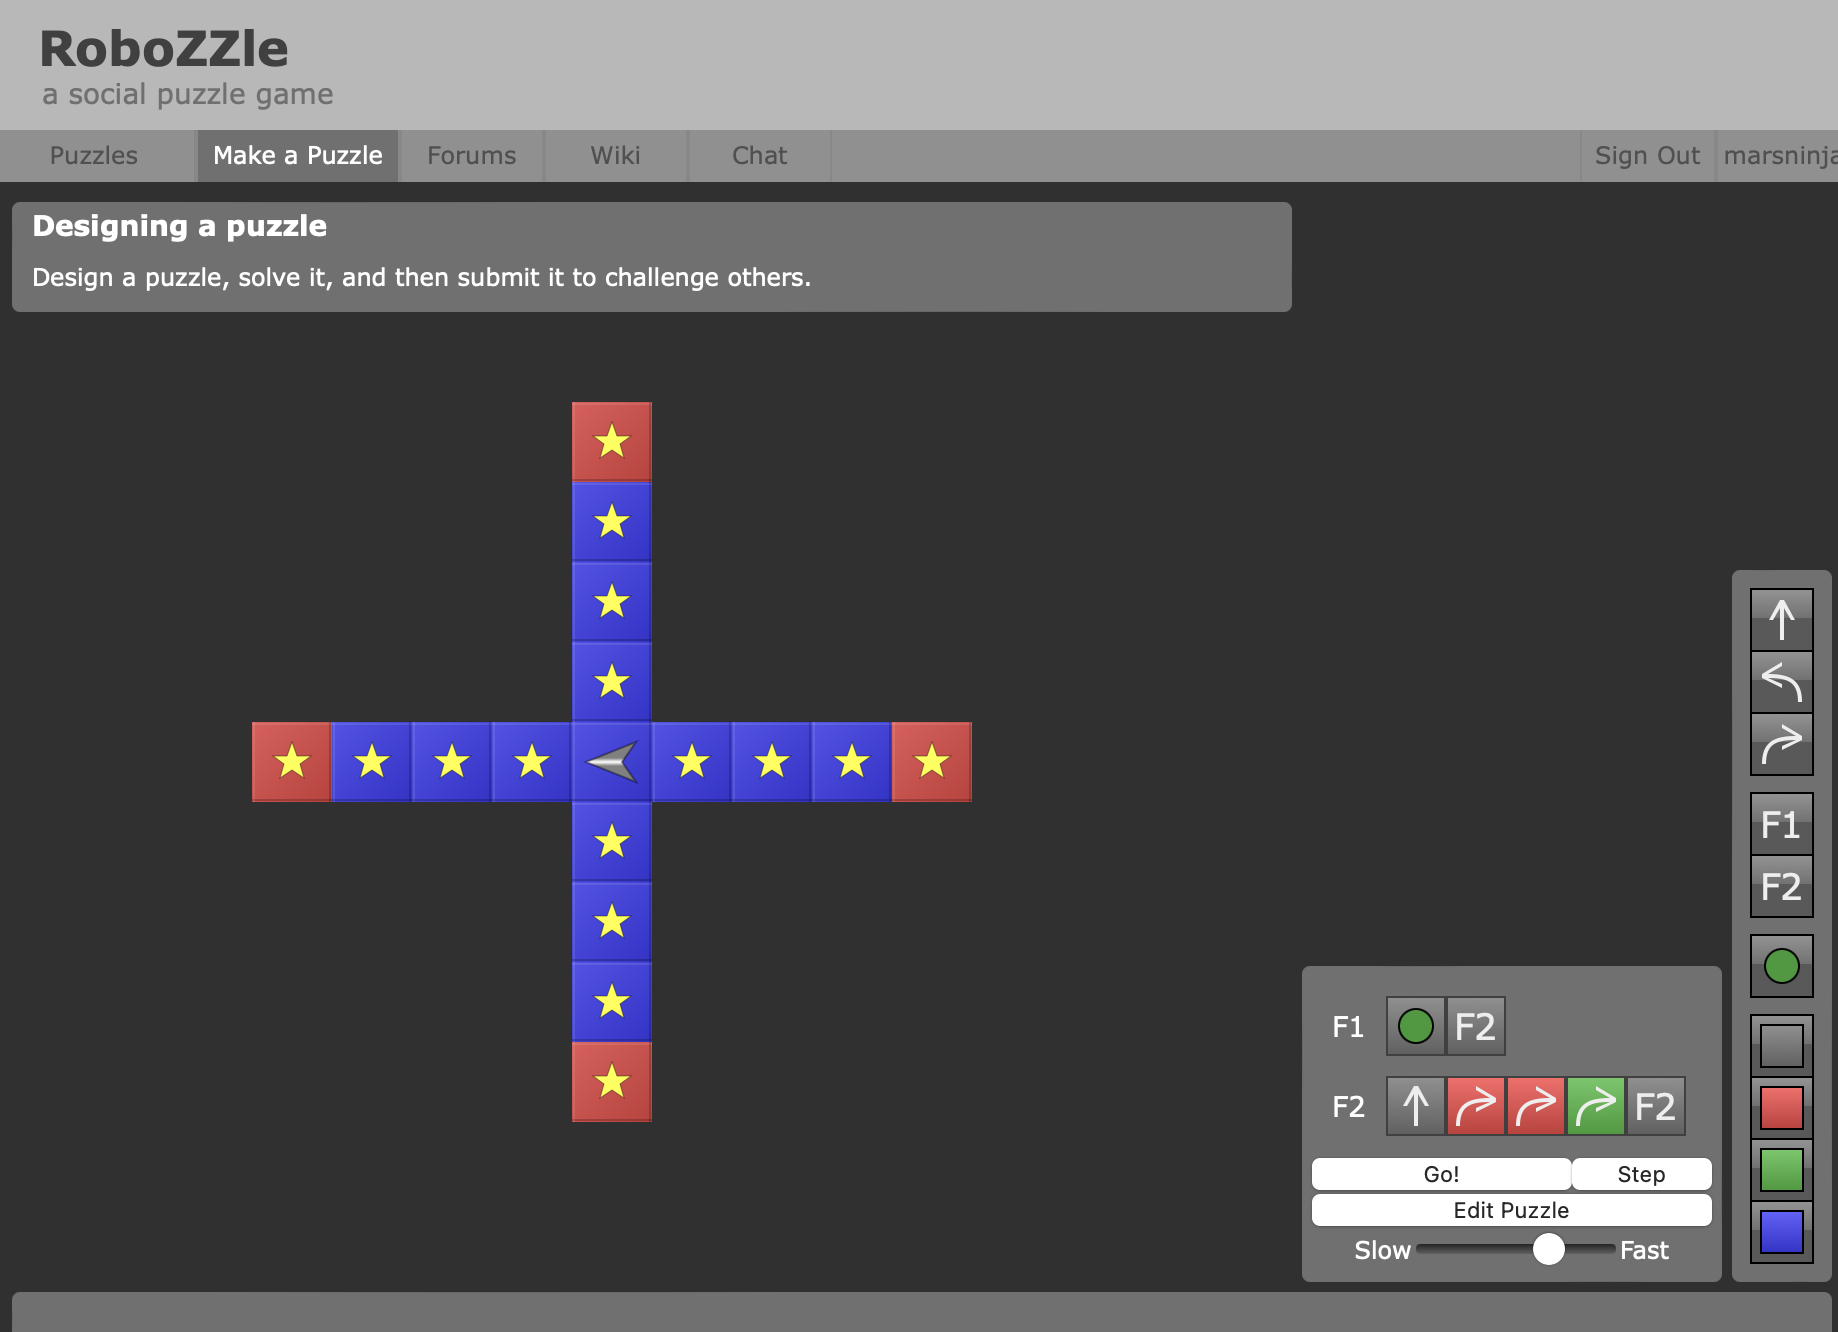 RoboZZle
a social puzzle game
Puzzles Make a Puzzle Forums Wiki Chat Sign Out marsninja
Designing a puzzle
Design a puzzle, solve it, and then submit it to challenge others.
F1
F2
F1 F2
F2 F2
Go! Step
Edit Puzzle
Slow Fast